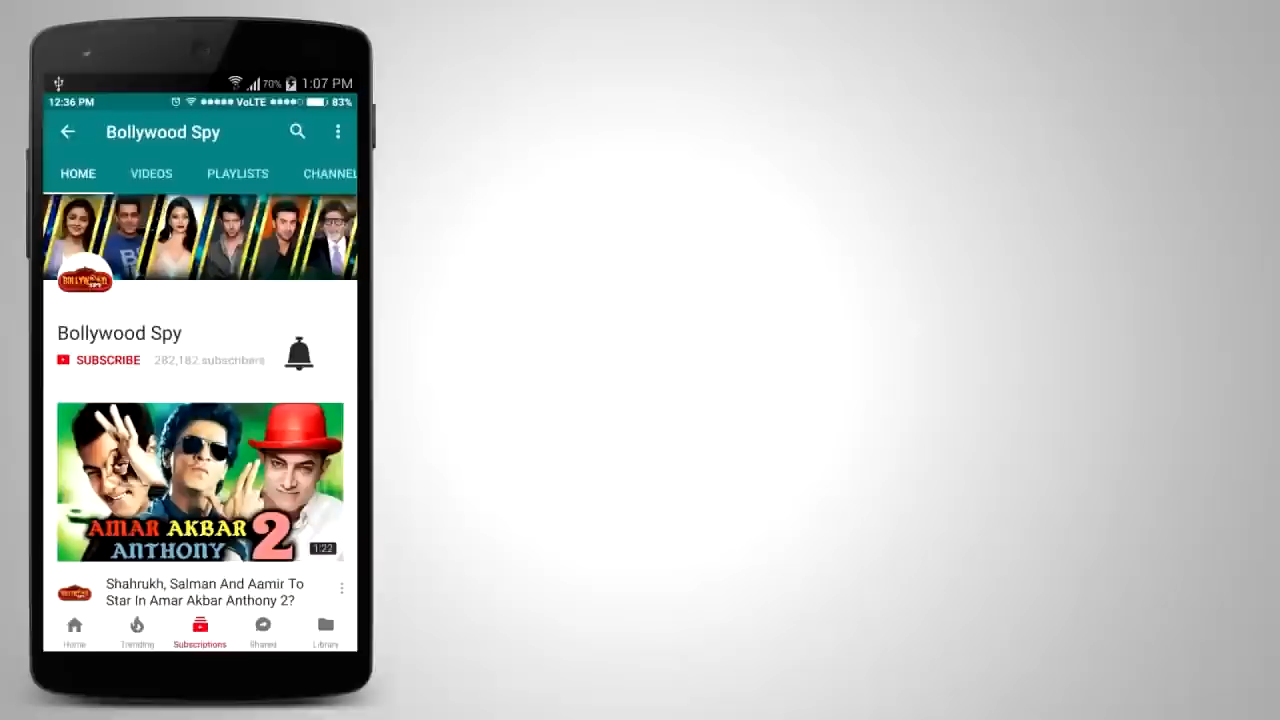 70% 1:07 PM
12:36 PM VoLTE 83%
Bollywood Spy
HOME VIDEOS PLAYLISTS CHANNEL
BOLLYWOOD
SPY
Bollywood Spy
SUBSCRIBE 282,182 subscribers
AMAR AKBAR
ANTHONY 2
1:22
Shahrukh, Salman And Aamir To
Star In Amar Akbar Anthony 2?
Home Trending Subscriptions Shared Library